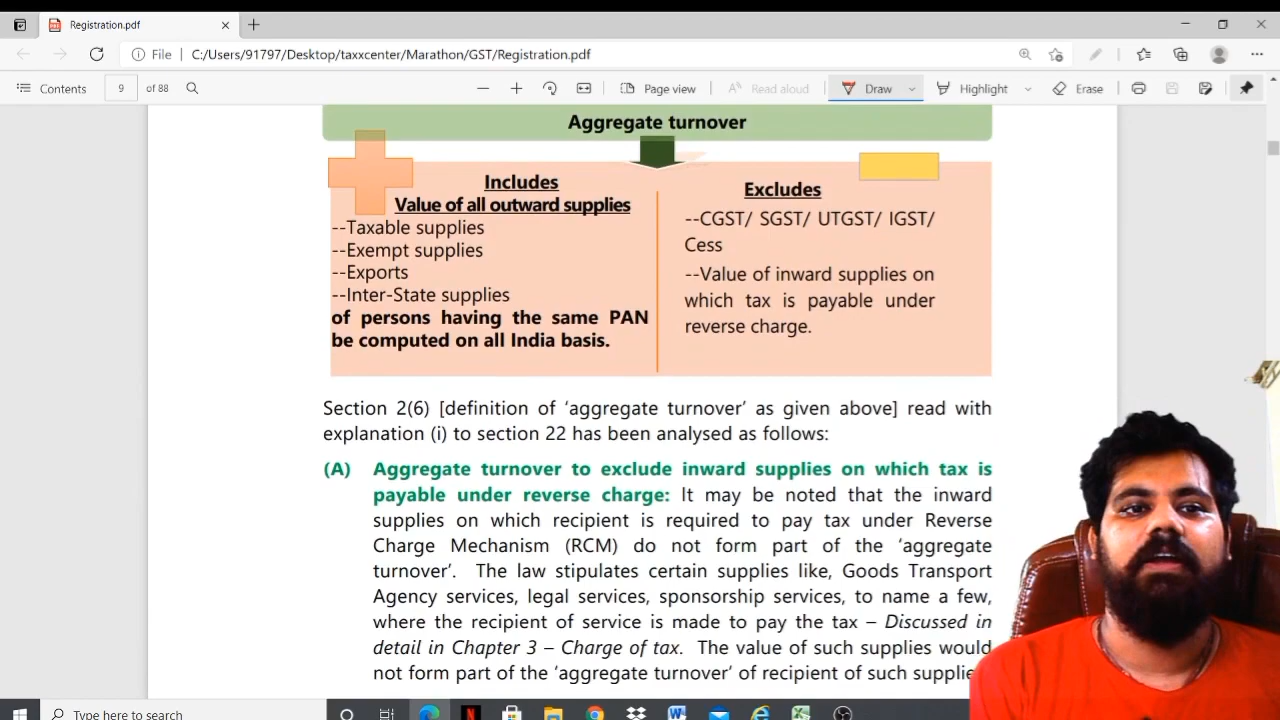 Registration.pdf
File
C:/Users/91797/Desktop/taxxcenter/Marathon/GST/Registration.pdf
Contents
9
of 88
Page view
Read aloud
Draw
Highlight
Erase
Aggregate turnover
Includes
Value of all outward supplies
--Taxable supplies
--Exempt supplies
--Exports
--Inter-State supplies
of persons having the same PAN
be computed on all India basis.
Excludes
--CGST/ SGST/ UTGST/ IGST/
Cess
--Value of inward supplies on
which tax is payable under
reverse charge.
Section 2(6) [definition of ‘aggregate turnover’ as given above] read with
explanation (i) to section 22 has been analysed as follows:
(A) Aggregate turnover to exclude inward supplies on which tax is
payable under reverse charge: It may be noted that the inward
supplies on which recipient is required to pay tax under Reverse
Charge Mechanism (RCM) do not form part of the ‘aggregate
turnover’. The law stipulates certain supplies like, Goods Transport
Agency services, legal services, sponsorship services, to name a few,
where the recipient of service is made to pay the tax – Discussed in
detail in Chapter 3 – Charge of tax. The value of such supplies would
not form part of the ‘aggregate turnover’ of recipient of such supplie
Type here to search